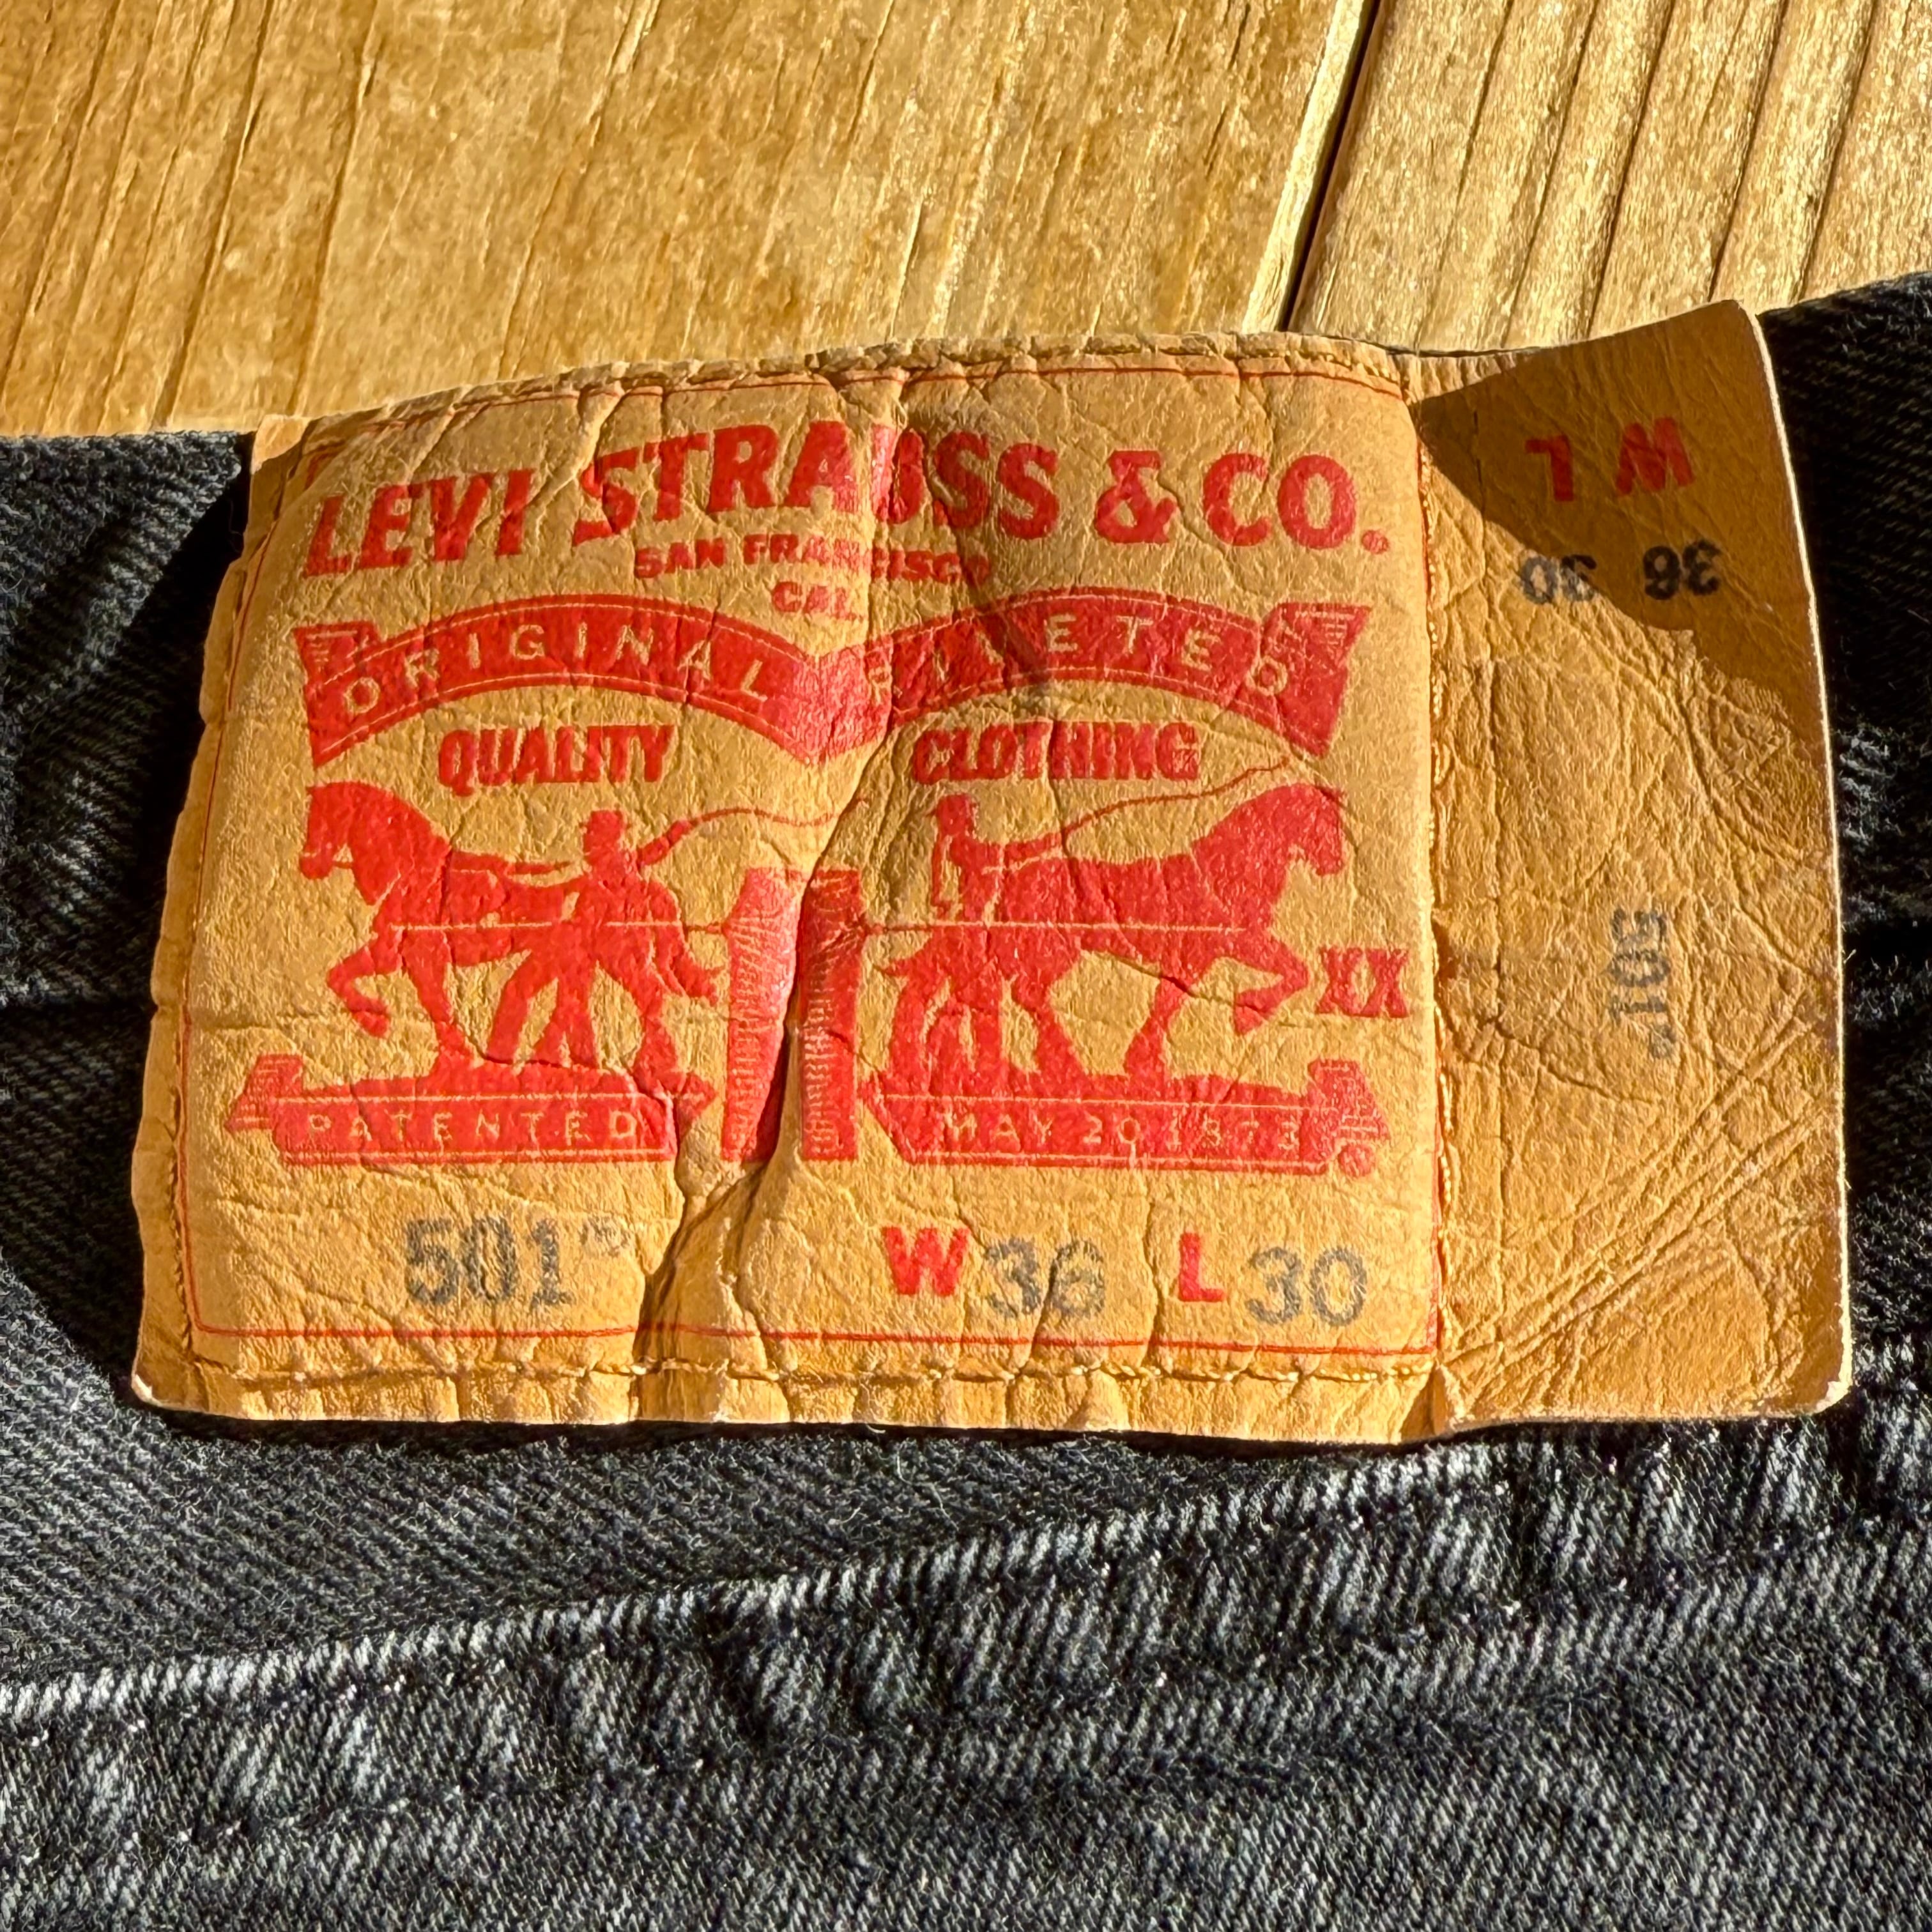 LEVI STRAUSS & CO.
SAN FRANCISCO
CAL.
ORIGINAL RIVETED
QUALITY CLOTHING
XX
PATENTED MAY 20 1873 ®
501 W 36 L 30
W L
36 30
501